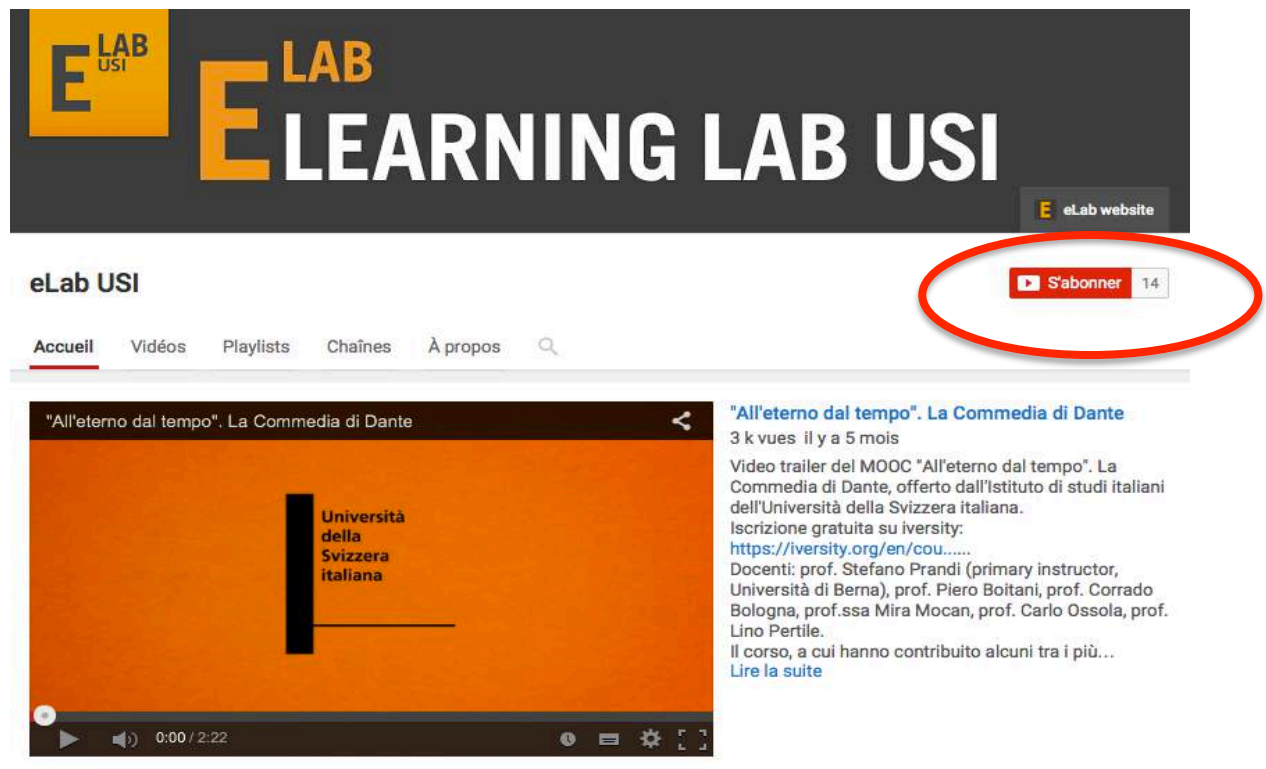 E LAB
USI
E LAB
LEARNING LAB USI
E eLab website
eLab USI
S'abonner 14
Accueil Vidéos Playlists Chaînes À propos
"All'eterno dal tempo". La Commedia di Dante
Università
della
Svizzera
italiana
0:00 / 2:22
"All'eterno dal tempo". La Commedia di Dante
3 k vues il y a 5 mois
Video trailer del MOOC "All'eterno dal tempo". La
Commedia di Dante, offerto dall'Istituto di studi italiani
dell'Università della Svizzera italiana.
Iscrizione gratuita su iversity:
https://iversity.org/en/cou......
Docenti: prof. Stefano Prandi (primary instructor,
Università di Berna), prof. Piero Boitani, prof. Corrado
Bologna, prof.ssa Mira Mocan, prof. Carlo Ossola, prof.
Lino Pertile.
Il corso, a cui hanno contribuito alcuni tra i più...
Lire la suite